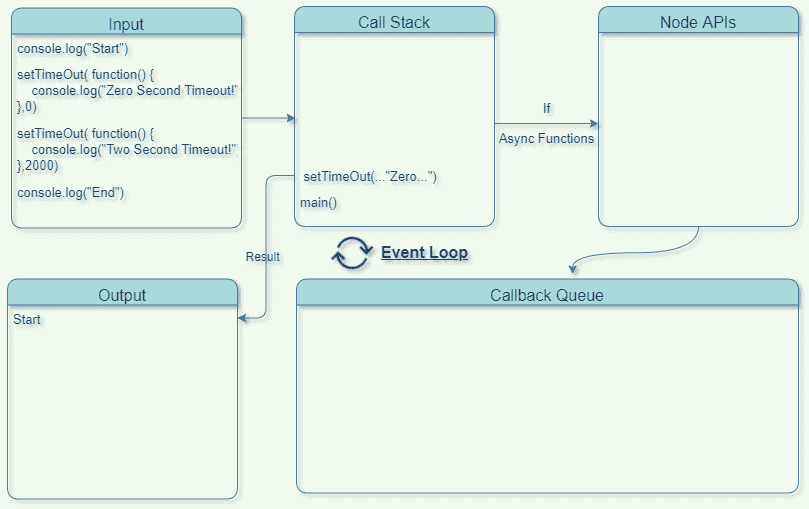 Input
console.log("Start")
setTimeOut( function() {
console.log("Zero Second Timeout!"
},0)
setTimeOut( function() {
console.log("Two Second Timeout!"
},2000)
console.log("End")
Call Stack
setTimeOut(..."Zero...")
main()
If
Async Functions
Node APIs
Result
Event Loop
Output
Start
Callback Queue